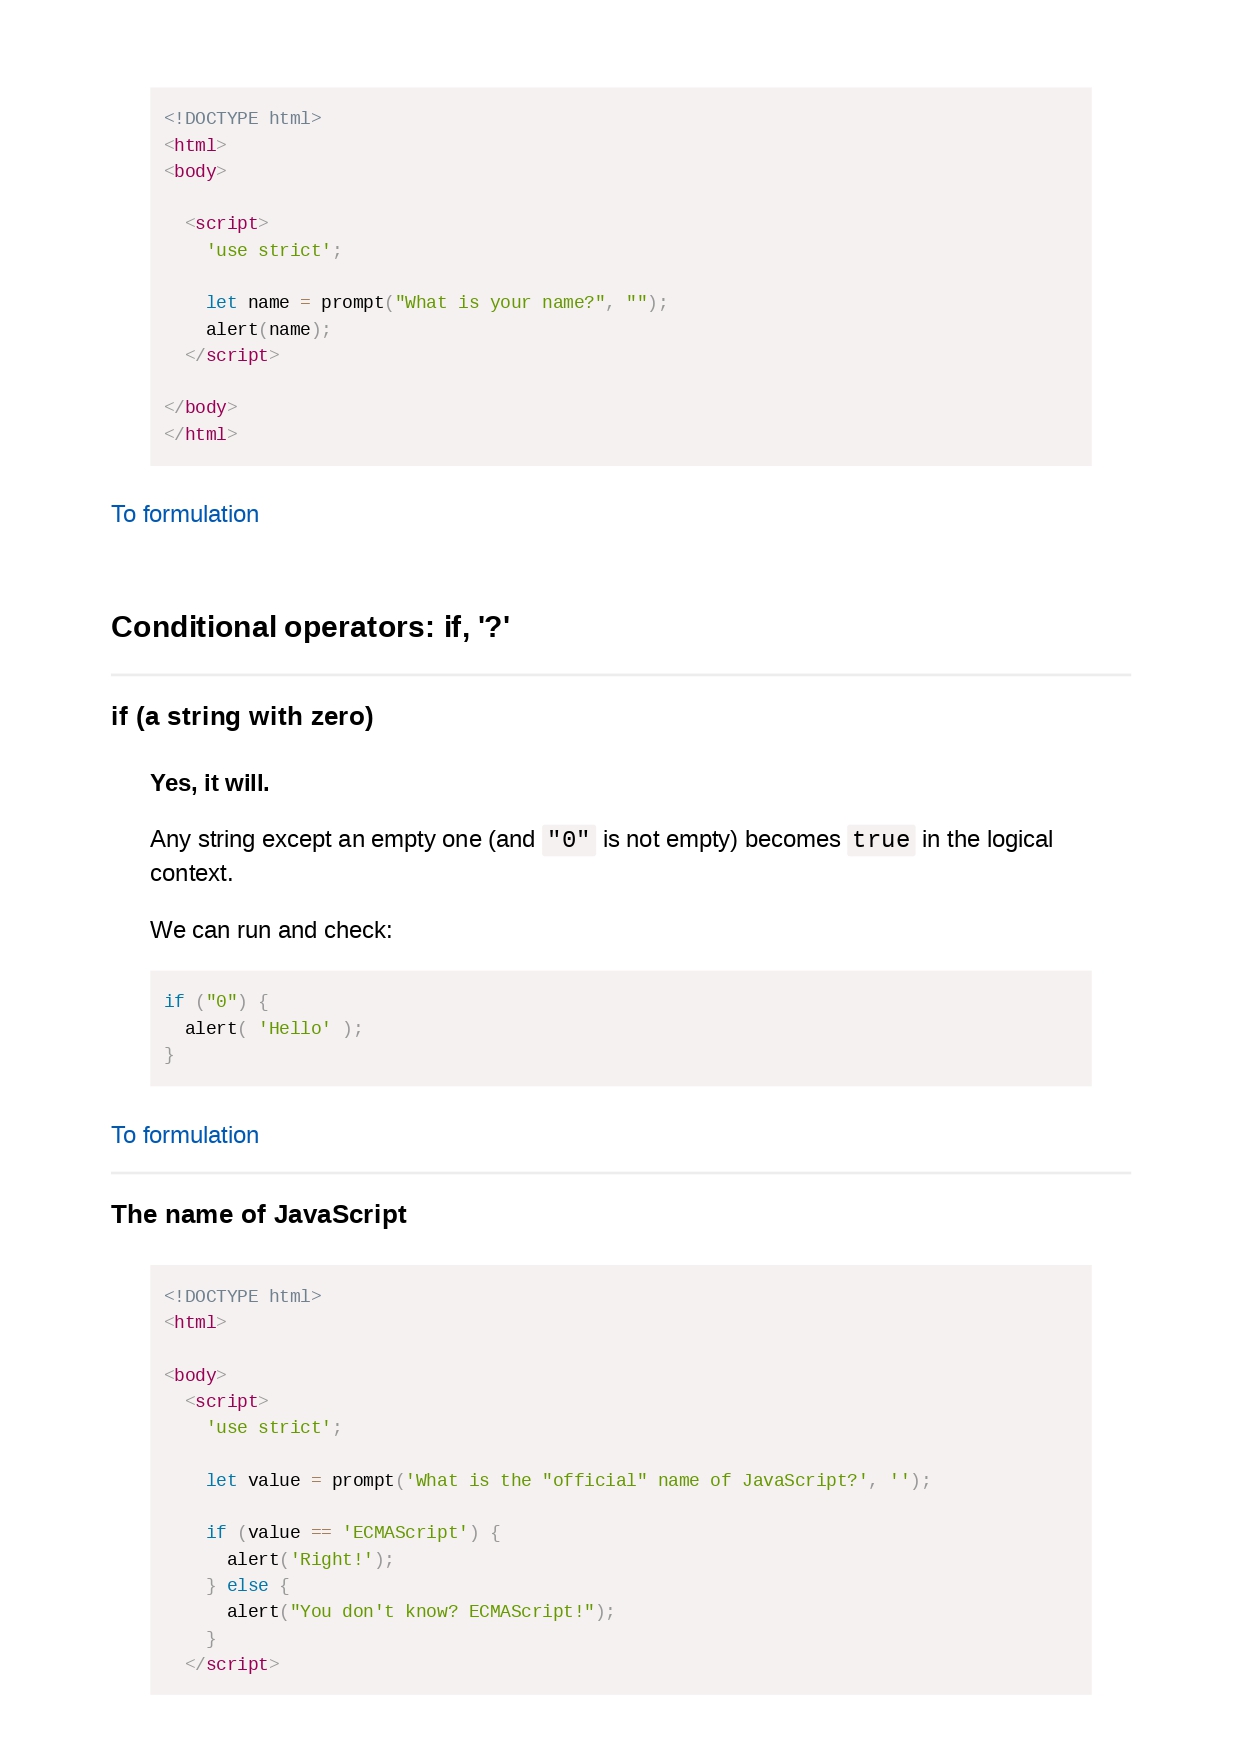 <!DOCTYPE html>
<html>
<body>

  <script>
    'use strict';

    let name = prompt("What is your name?", "");
    alert(name);
  </script>

</body>
</html>
To formulation
Conditional operators: if, '?'
if (a string with zero)
Yes, it will.
Any string except an empty one (and "0" is not empty) becomes true in the logical
context.
We can run and check:
if ("0") {
  alert( 'Hello' );
}
To formulation
The name of JavaScript
<!DOCTYPE html>
<html>

<body>
  <script>
    'use strict';

    let value = prompt('What is the "official" name of JavaScript?', '');

    if (value == 'ECMAScript') {
      alert('Right!');
    } else {
      alert("You don't know? ECMAScript!");
    }
  </script>